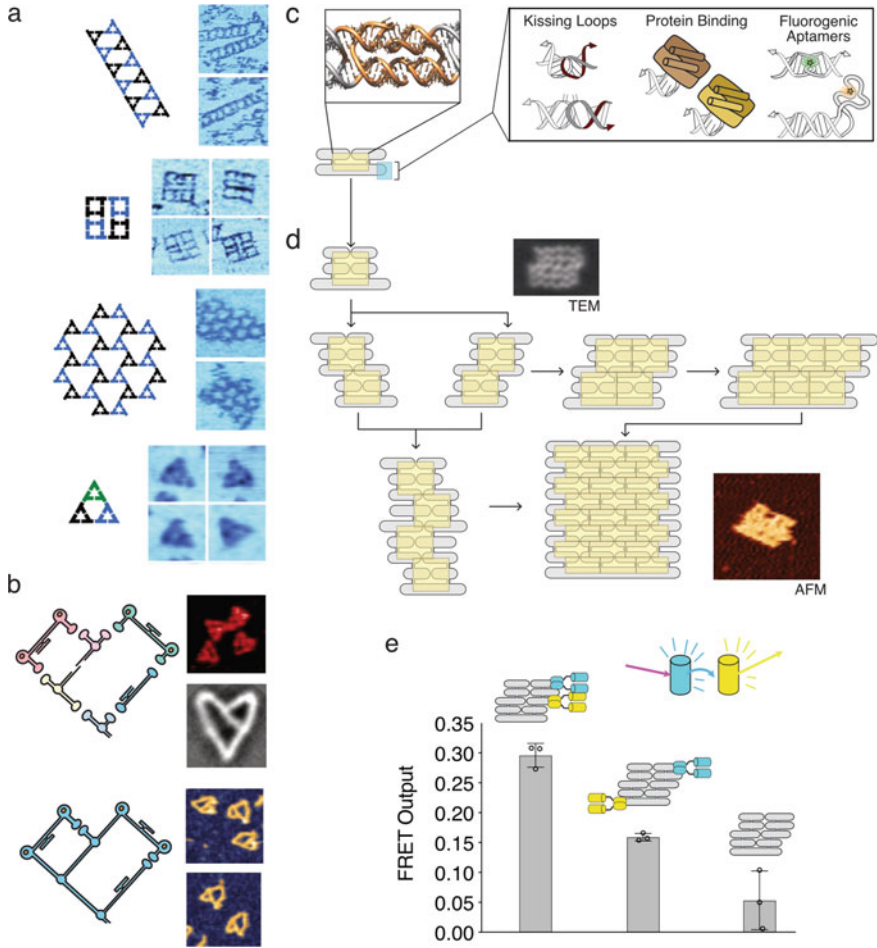 a
c
Kissing Loops
Protein Binding
Fluorogenic
Aptamers
d
TEM
AFM
b
e
0.35
0.30
0.25
0.20
0.15
0.10
0.05
0.00
FRET Output